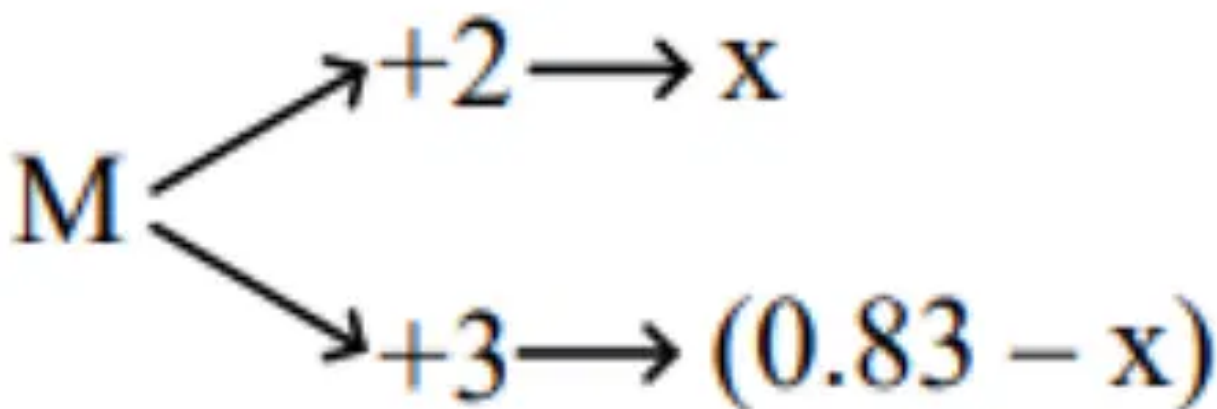 +2 → x
M
+3 → (0.83 – x)